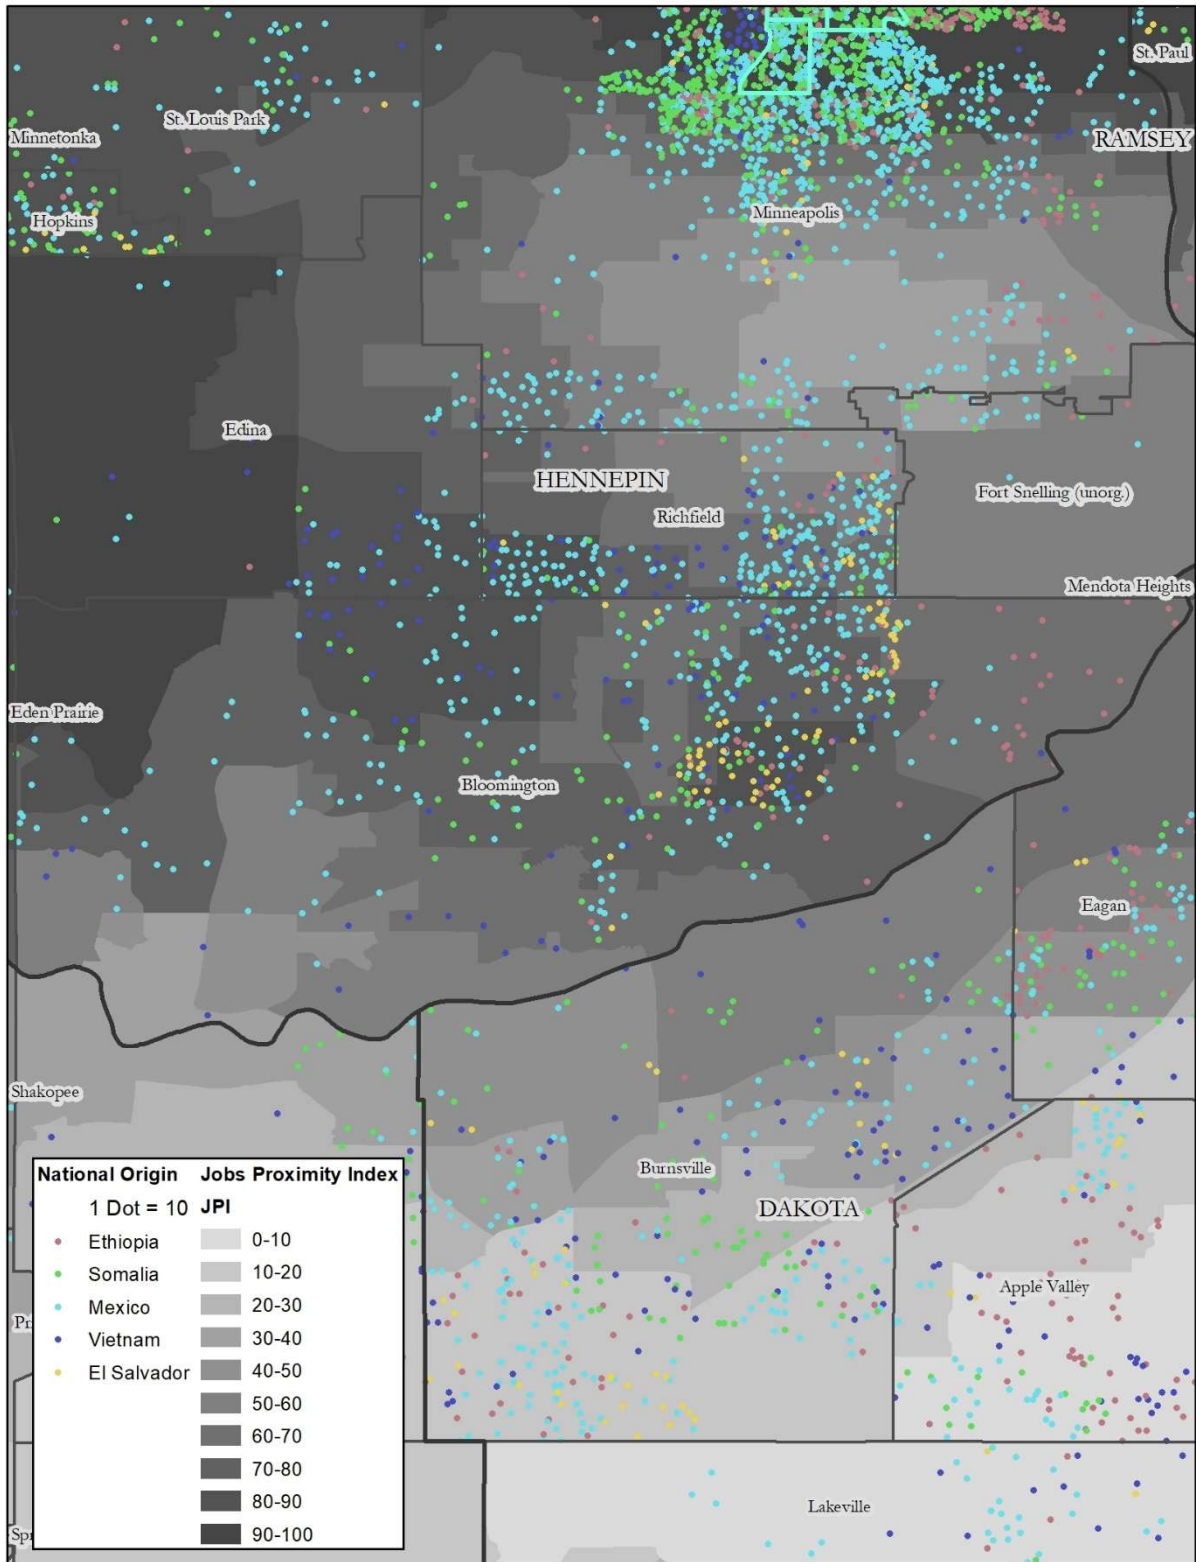 St. Paul
St. Louis Park
Minnetonka
RAMSEY
Hopkins
Minneapolis
Edina
HENNEPIN
Fort Snelling (unorg.)
Richfield
Mendota Heights
Eden Prairie
Bloomington
Eagan
Shakopee
Burnsville
DAKOTA
Apple Valley
Lakeville
Pr
Spr
National Origin Jobs Proximity Index
1 Dot = 10 JPI
Ethiopia 0-10
Somalia 10-20
Mexico 20-30
Vietnam 30-40
El Salvador 40-50
50-60
60-70
70-80
80-90
90-100